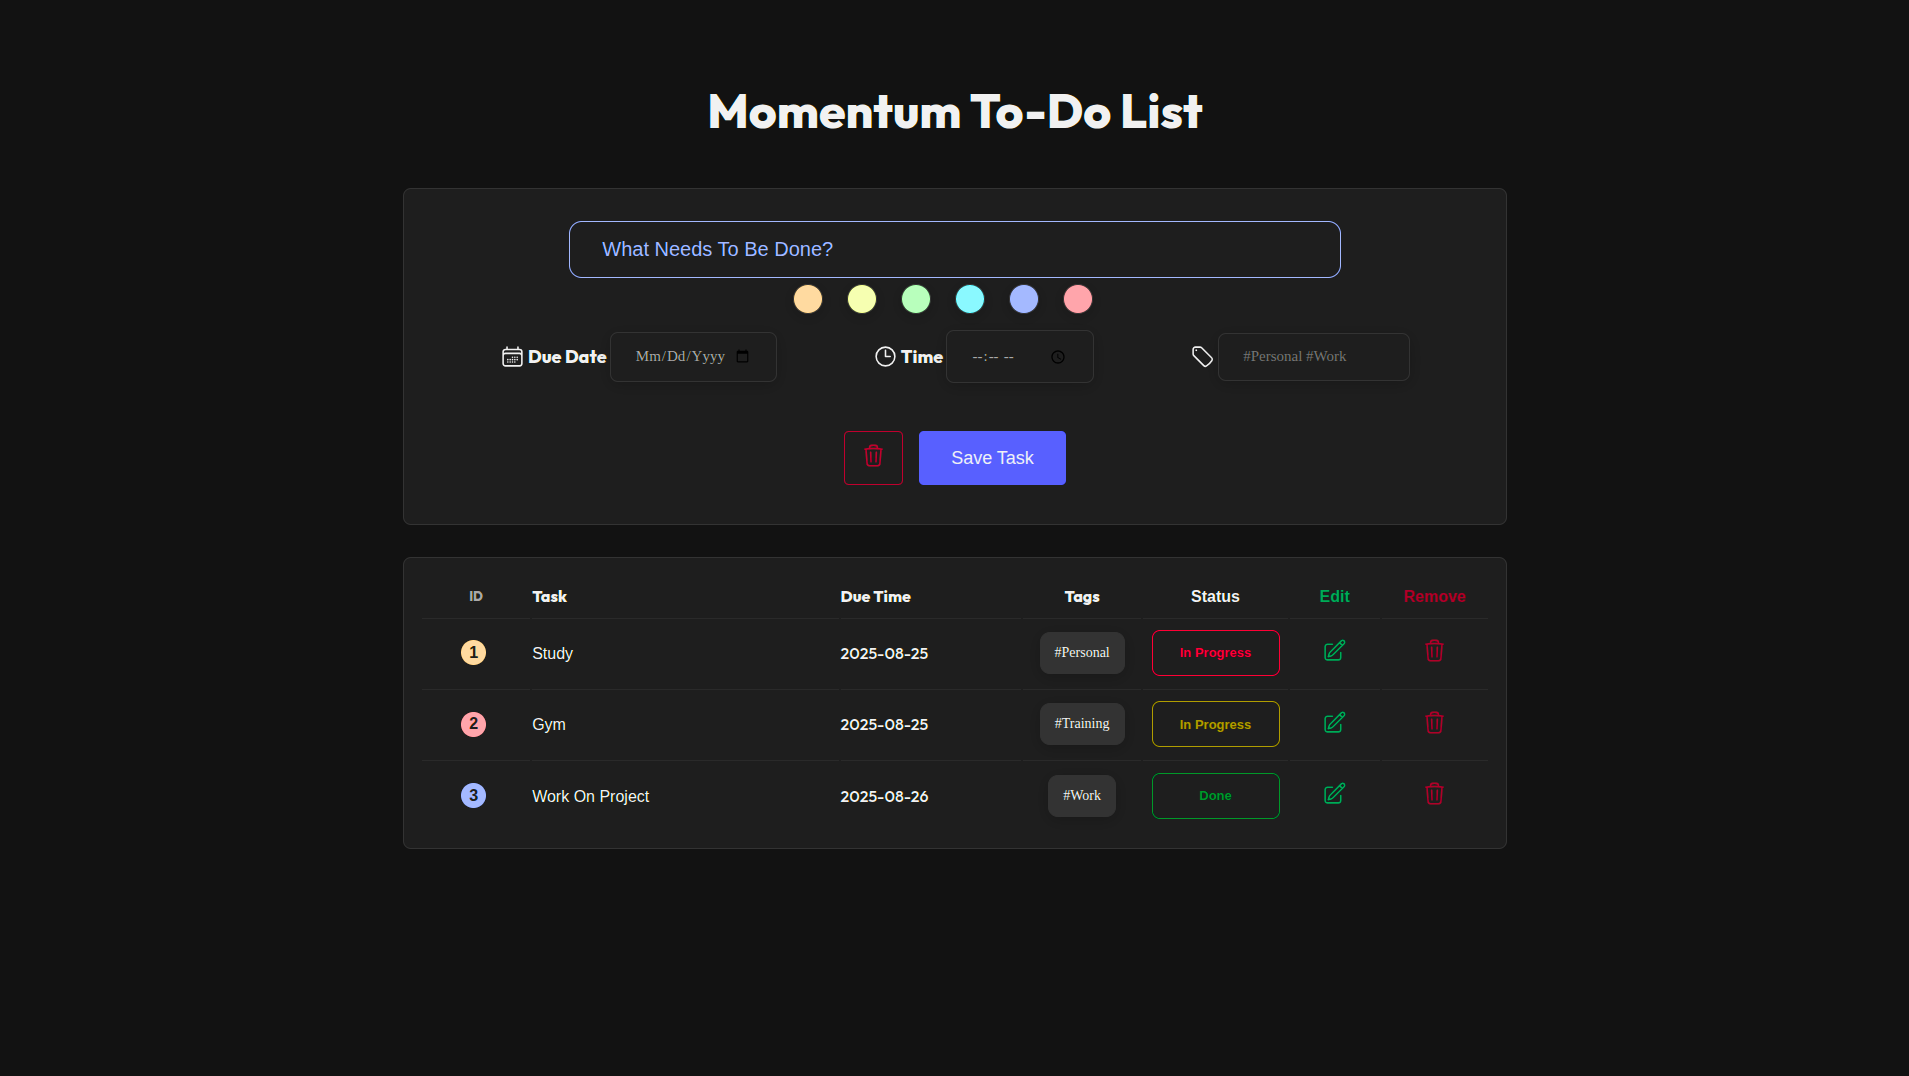 Momentum To-Do List
What Needs To Be Done?
Due Date Mm/Dd/Yyyy Time --:-- -- #Personal #Work
Save Task
ID Task Due Time Tags Status Edit Remove
1 Study 2025-08-25 #Personal In Progress
2 Gym 2025-08-25 #Training In Progress
3 Work On Project 2025-08-26 #Work Done